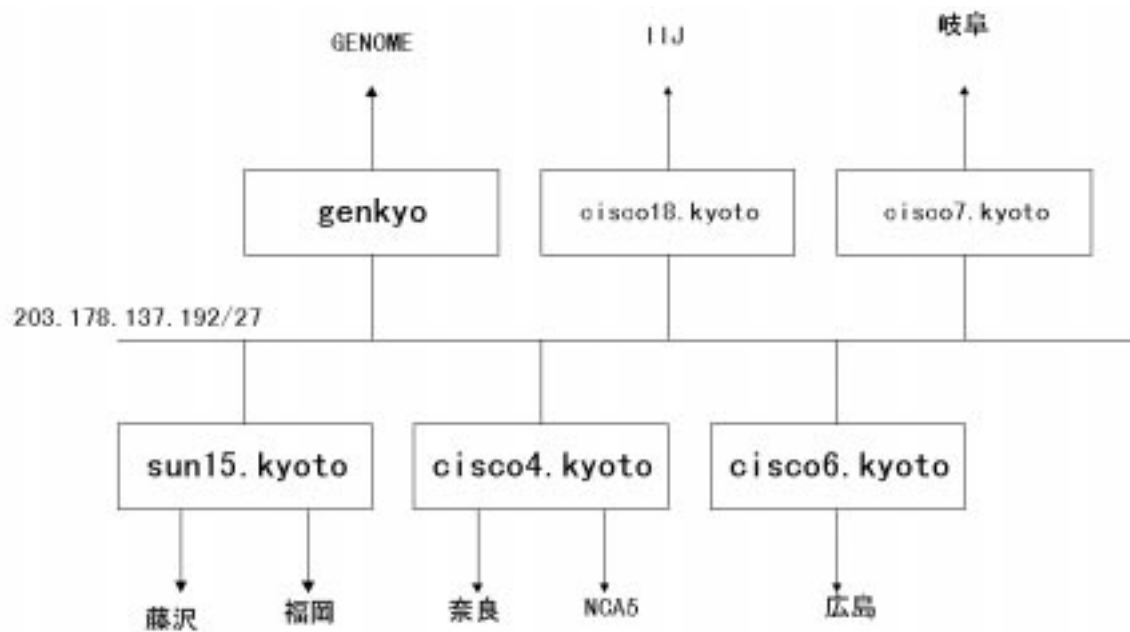 GENOME
IIJ
岐阜
genkyo
cisco18.kyoto
cisco7.kyoto
203.178.137.192/27
sun15.kyoto
cisco4.kyoto
cisco6.kyoto
藤沢
福岡
奈良
NCA5
広島